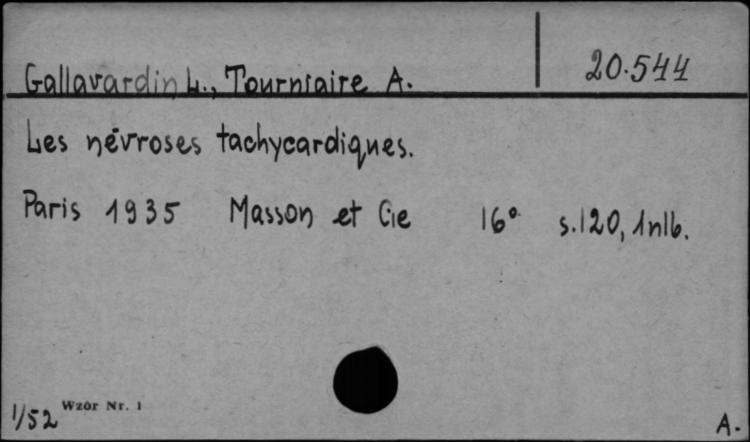 Gallavardin L., Tourniaire A.
20.544
Les névroses tachycardiques.
Paris 1935 Masson et Cie 16° s.120, 1nlb.
1/52 Wzór Nr. 1
A.